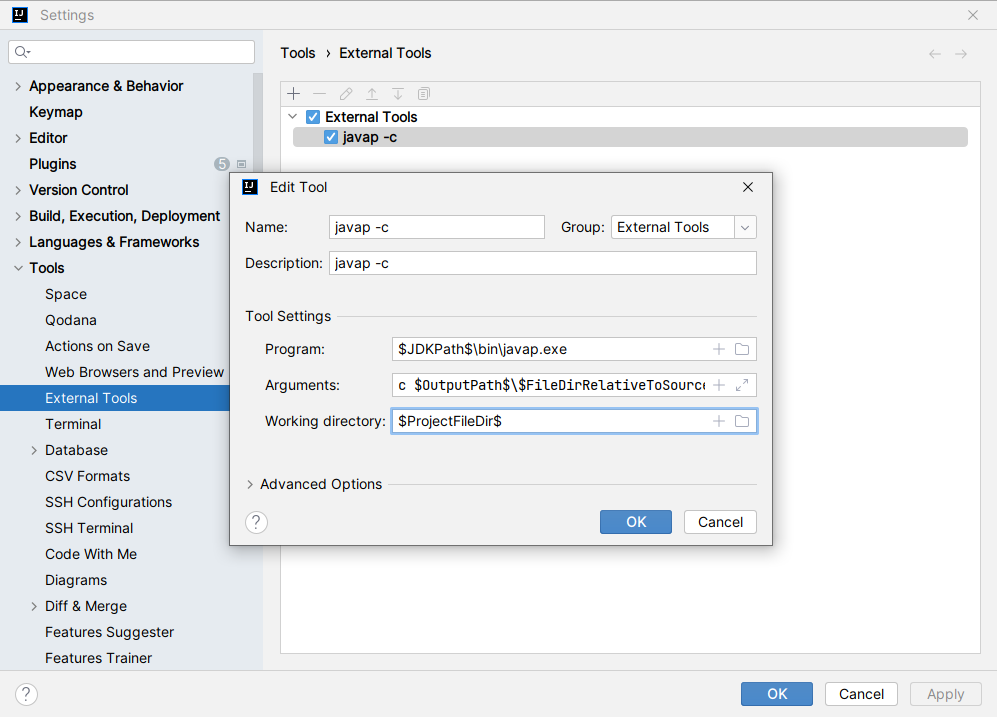 Settings
Tools › External Tools
Appearance & Behavior
Keymap
Editor
Plugins 5
Version Control
Build, Execution, Deployment
Languages & Frameworks
Tools
Space
Qodana
Actions on Save
Web Browsers and Preview
External Tools
Terminal
Database
CSV Formats
SSH Configurations
SSH Terminal
Code With Me
Diagrams
Diff & Merge
Features Suggester
Features Trainer
External Tools
javap -c
Edit Tool
Name: javap -c Group: External Tools
Description: javap -c
Tool Settings
Program: $JDKPath$\bin\javap.exe
Arguments: c $OutputPath$\$FileDirRelativeToSource
Working directory: $ProjectFileDir$
Advanced Options
? OK Cancel
? OK Cancel Apply